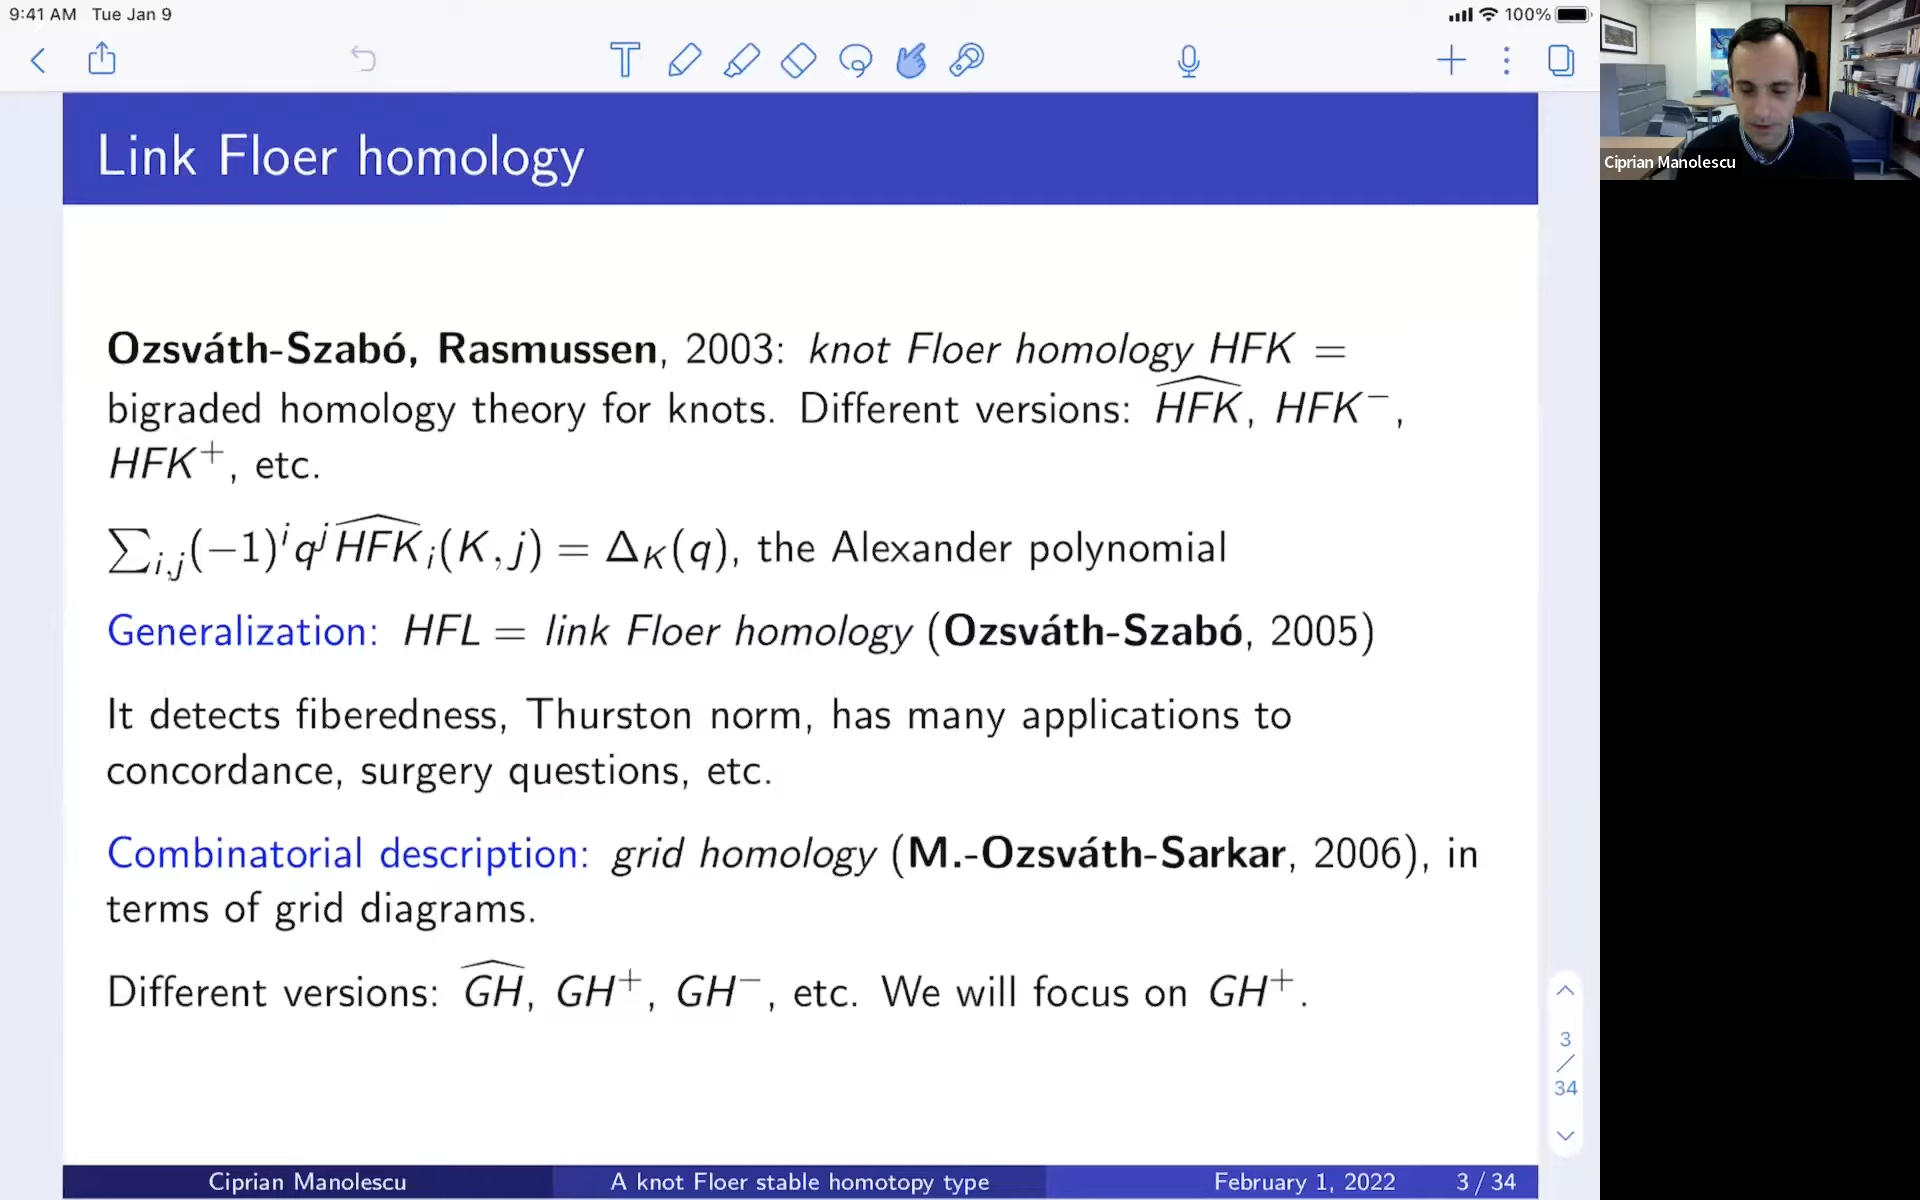 9:41 AM Tue Jan 9
100%
Ciprian Manolescu
Link Floer homology
Ozsváth-Szabó, Rasmussen, 2003: knot Floer homology HFK =
bigraded homology theory for knots. Different versions: \widehat{HFK}, HFK⁻,
HFK⁺, etc.
∑_{i,j}(−1)^i q^j \widehat{HFK}_i(K, j) = Δ_K(q), the Alexander polynomial
Generalization: HFL = link Floer homology (Ozsváth-Szabó, 2005)
It detects fiberedness, Thurston norm, has many applications to
concordance, surgery questions, etc.
Combinatorial description: grid homology (M.-Ozsváth-Sarkar, 2006), in
terms of grid diagrams.
Different versions: \widehat{GH}, GH⁺, GH⁻, etc. We will focus on GH⁺.
3
/
34
Ciprian Manolescu A knot Floer stable homotopy type February 1, 2022 3 / 34